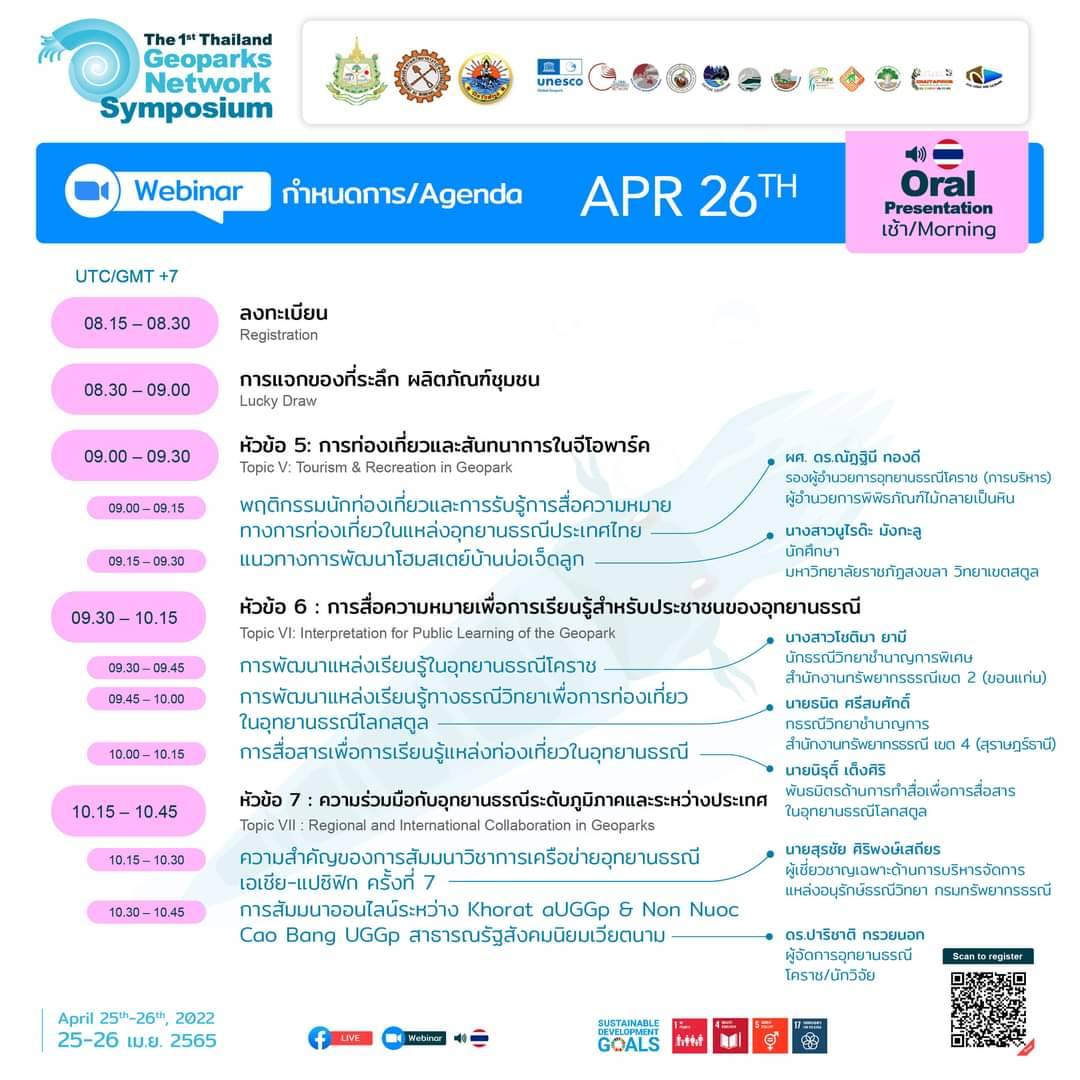 The 1st Thailand
Geoparks
Network
Symposium
unesco
Webinar
กำหนดการ/Agenda
APR 26TH
Oral
Presentation
เช้า/Morning
UTC/GMT +7
08.15 – 08.30
ลงทะเบียน
Registration
08.30 – 09.00
การแจกของที่ระลึก ผลิตภัณฑ์ชุมชน
Lucky Draw
09.00 – 09.30
หัวข้อ 5: การท่องเที่ยวและสันทนาการในจีโอพาร์ค
Topic V: Tourism & Recreation in Geopark
09.00 – 09.15
พฤติกรรมนักท่องเที่ยวและการรับรู้การสื่อความหมาย
ทางการท่องเที่ยวในแหล่งอุทยานธรณีประเทศไทย
ผศ. ดร.ณัฏฐินี ทองดี
รองผู้อำนวยการอุทยานธรณีโคราช (การบริหาร)
ผู้อำนวยการพิพิธภัณฑ์ไม้กลายเป็นหิน
09.15 – 09.30
แนวทางการพัฒนาโฮมสเตย์บ้านบ่อเจ็ดลูก
นางสาวนูไรด๊ะ มังกะลู
นักศึกษา
มหาวิทยาลัยราชภัฏสงขลา วิทยาเขตสตูล
09.30 – 10.15
หัวข้อ 6 : การสื่อความหมายเพื่อการเรียนรู้สำหรับประชาชนของอุทยานธรณี
Topic VI: Interpretation for Public Learning of the Geopark
09.30 – 09.45
การพัฒนาแหล่งเรียนรู้ในอุทยานธรณีโคราช
นางสาวโชติมา ยามี
นักธรณีวิทยาชำนาญการพิเศษ
สำนักงานทรัพยากรธรณีเขต 2 (ขอนแก่น)
09.45 – 10.00
การพัฒนาแหล่งเรียนรู้ทางธรณีวิทยาเพื่อการท่องเที่ยว
ในอุทยานธรณีโลกสตูล
นายธนิต ศรีสมศักดิ์
ทธรณีวิทยาชำนาญการ
สำนักงานทรัพยากรธรณี เขต 4 (สุราษฎร์ธานี)
10.00 – 10.15
การสื่อสารเพื่อการเรียนรู้แหล่งท่องเที่ยวในอุทยานธรณี
นายนิรุติ์ เต็งศิริ
พันธมิตรด้านการทำสื่อเพื่อการสื่อสาร
ในอุทยานธรณีโลกสตูล
10.15 – 10.45
หัวข้อ 7 : ความร่วมมือกับอุทยานธรณีระดับภูมิภาคและระหว่างประเทศ
Topic VII : Regional and International Collaboration in Geoparks
10.15 – 10.30
ความสำคัญของการสัมมนาวิชาการเครือข่ายอุทยานธรณี
เอเชีย-แปซิฟิก ครั้งที่ 7
นายสุรชัย ศิริพงษ์เสถียร
ผู้เชี่ยวชาญเฉพาะด้านการบริหารจัดการ
แหล่งอนุรักษ์ธรณีวิทยา กรมทรัพยากรธรณี
10.30 – 10.45
การสัมมนาออนไลน์ระหว่าง Khorat aUGGp & Non Nuoc
Cao Bang UGGp สาธารณรัฐสังคมนิยมเวียดนาม
ดร.ปาริชาติ กรวยนอก
ผู้จัดการอุทยานธรณี
โคราช/นักวิจัย
Scan to register
April 25th-26th, 2022
25-26 เม.ย. 2565
LIVE
Webinar
SUSTAINABLE
DEVELOPMENT
GOALS